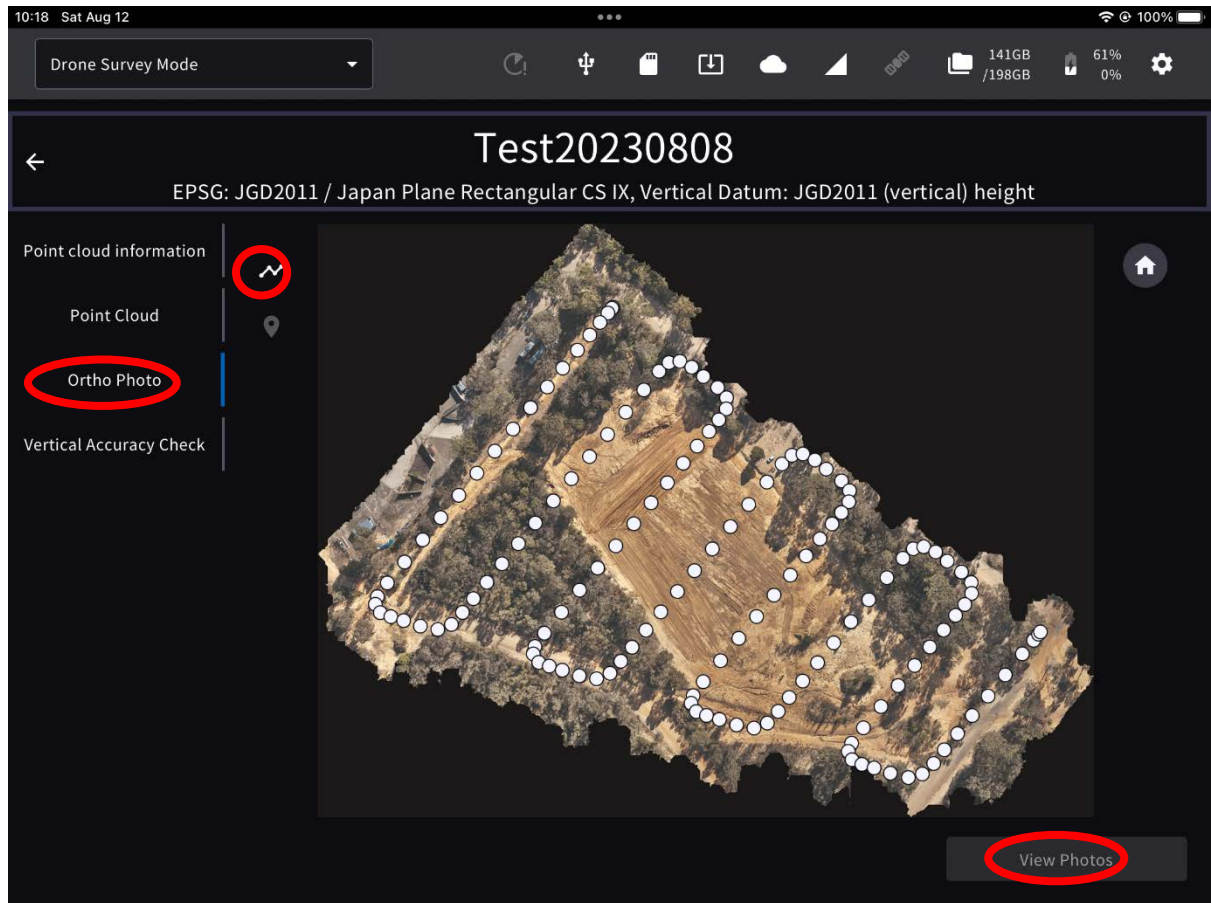 10:18 Sat Aug 12
100%
Drone Survey Mode
141GB
/198GB
61%
0%
Test20230808
EPSG: JGD2011 / Japan Plane Rectangular CS IX, Vertical Datum: JGD2011 (vertical) height
Point cloud information
Point Cloud
Ortho Photo
Vertical Accuracy Check
View Photos